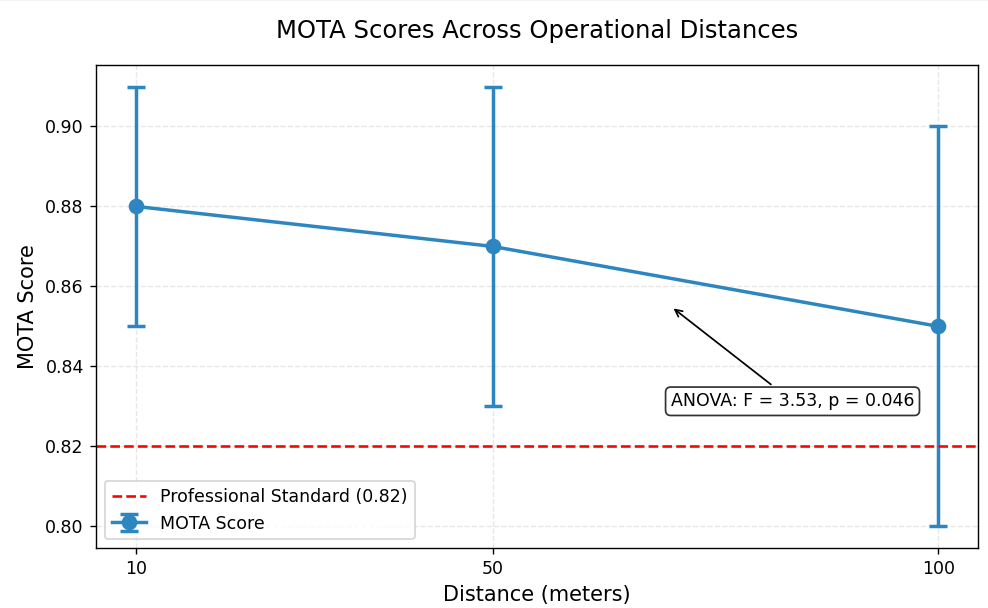 MOTA Scores Across Operational Distances
MOTA Score
0.90
0.88
0.86
0.84
0.82
0.80
ANOVA: F = 3.53, p = 0.046
Professional Standard (0.82)
MOTA Score
10
50
100
Distance (meters)